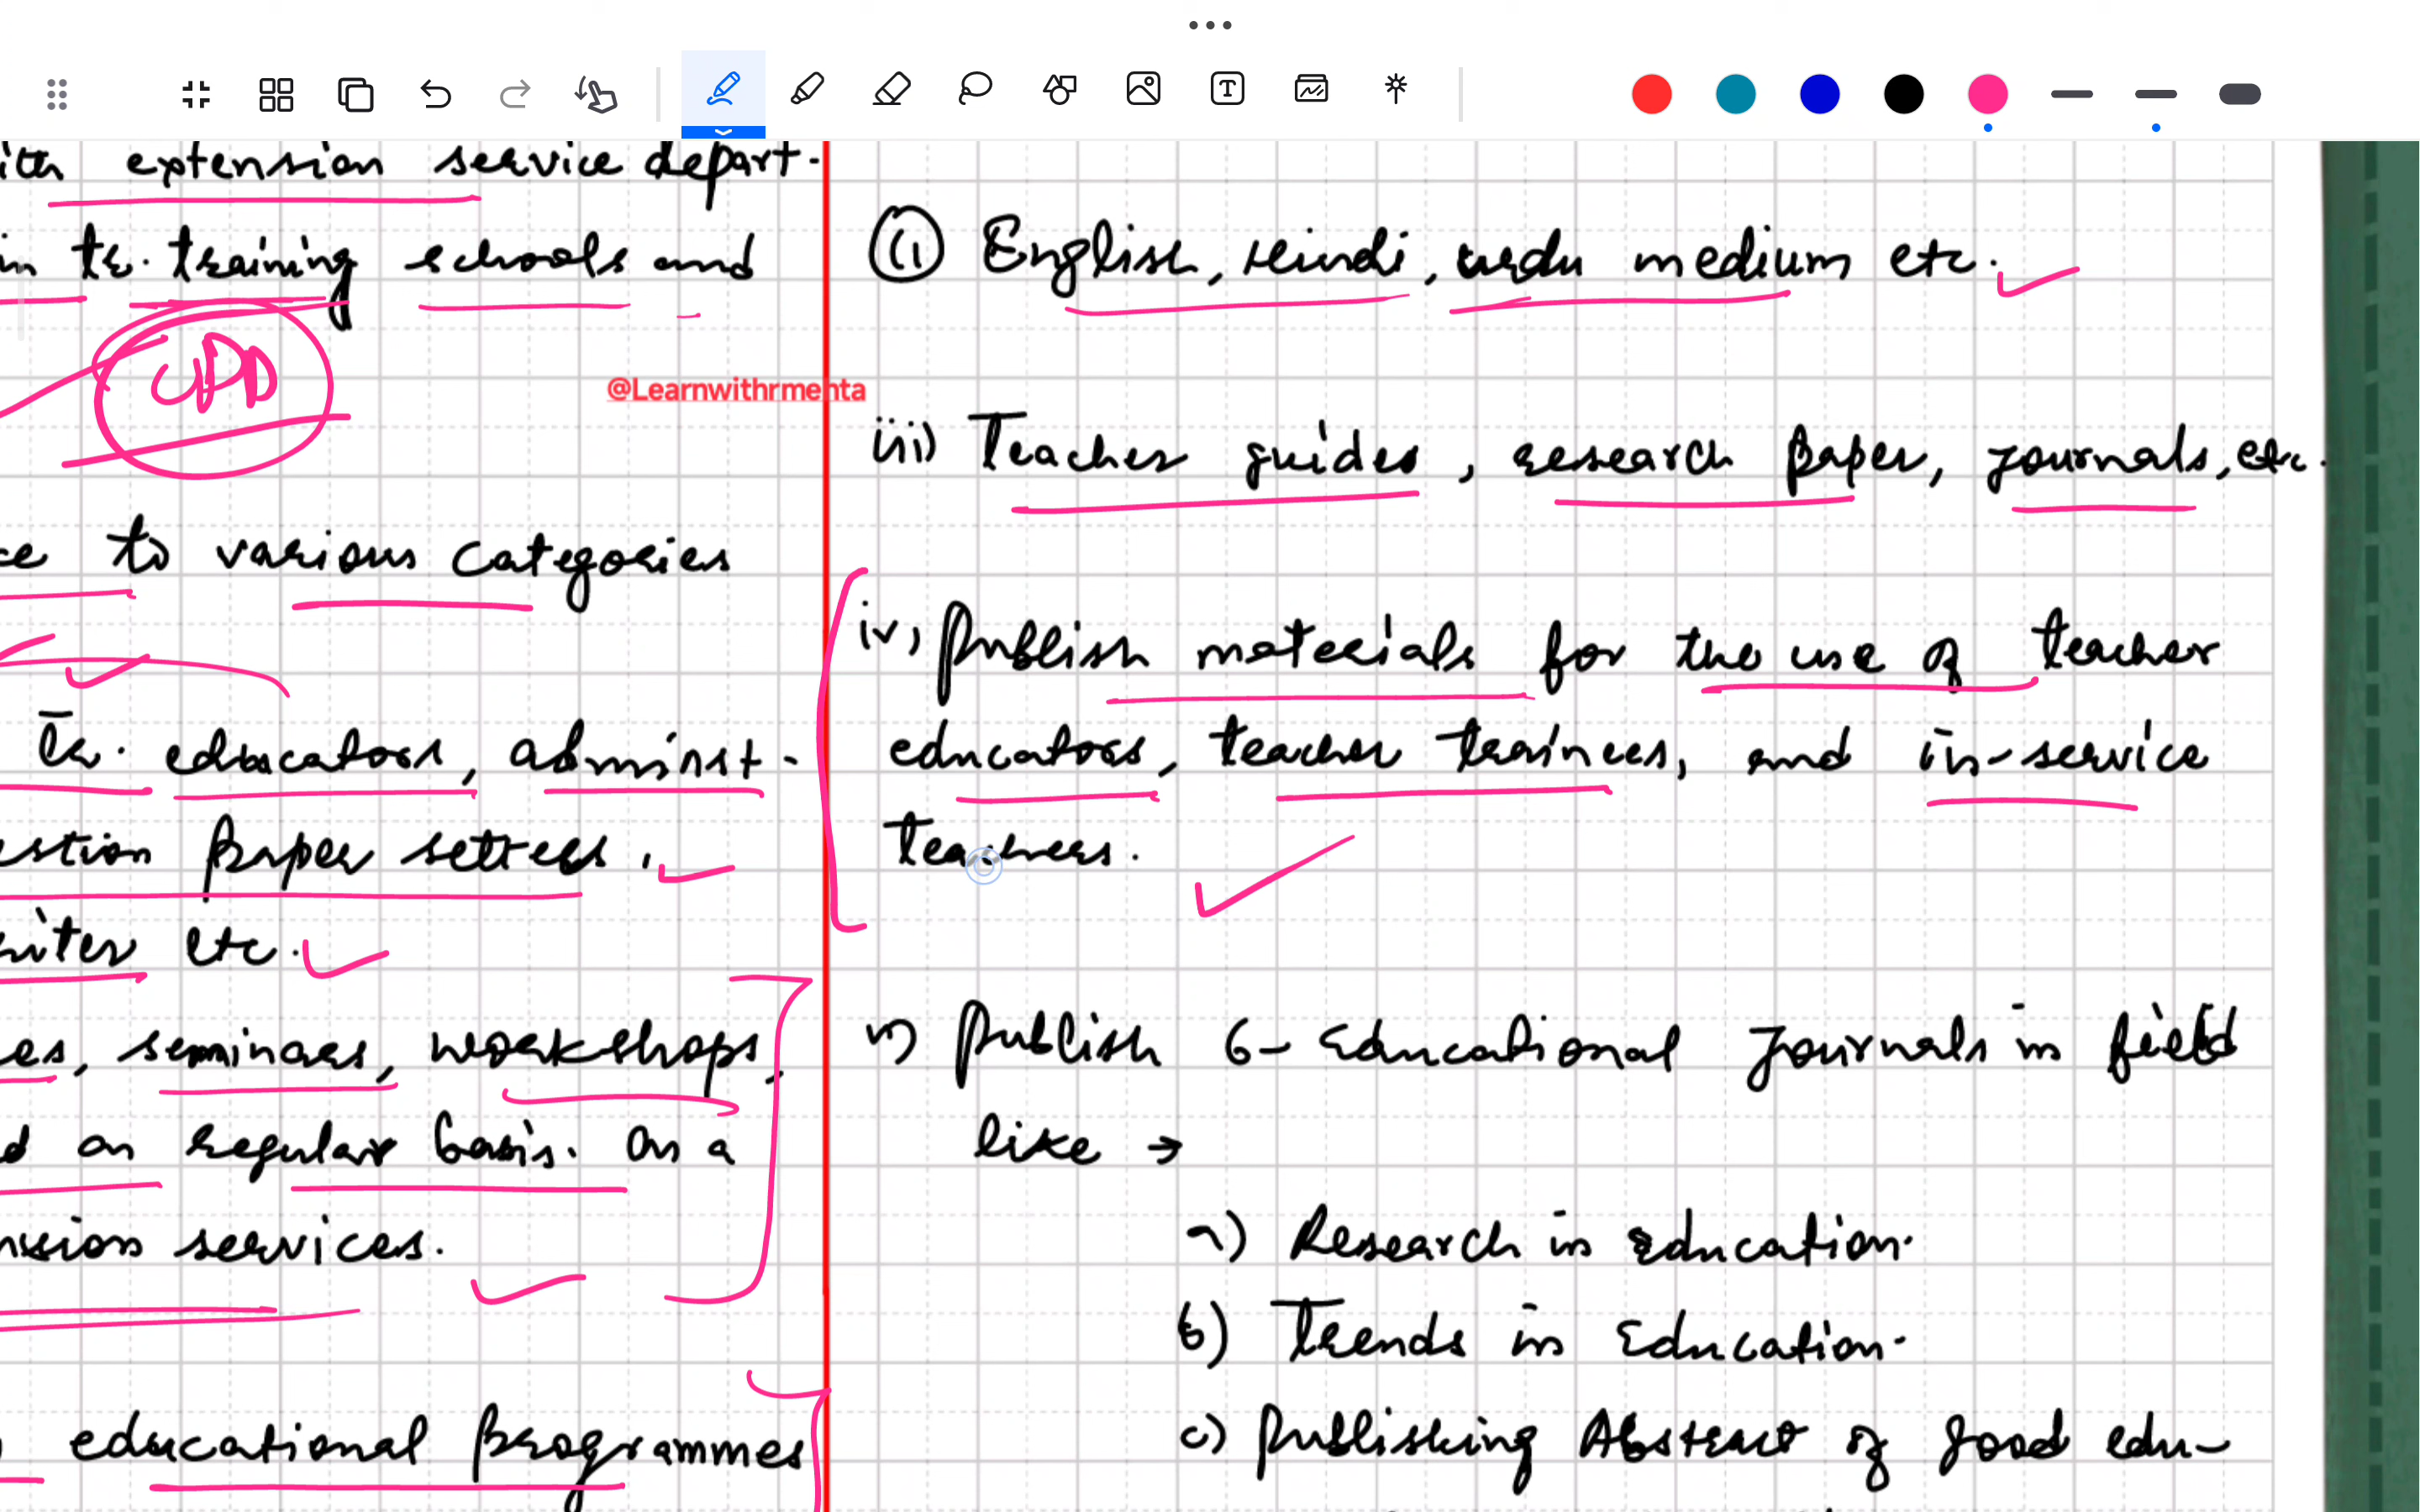 ith extension service depart-
in tr. training schools and
CPD
@Learnwithrmehta
ce to various categories
Tr. educators, administ-
estion paper setters.
riter etc.
es, seminars, workshops,
d on regular basis. on a
nsion services.
educational programmes
(ii) English, Hindi, urdu medium etc.
iii) Teacher guides, research paper, journals, etc.
iv) Publish materials for the use of teacher
educators, teacher trainees, and in-service
teachers.
v) Publish 6- Educational Journals in field
like →
a) Research in Education.
b) Trends in Education.
c) Publishing Abstract of good edu-